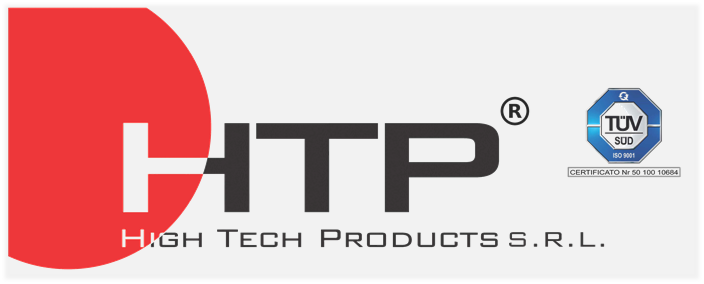 HTP®
HIGH TECH PRODUCTS S.R.L.
TÜV
SÜD
ISO 9001
CERTIFICATO Nr 50 100 10684